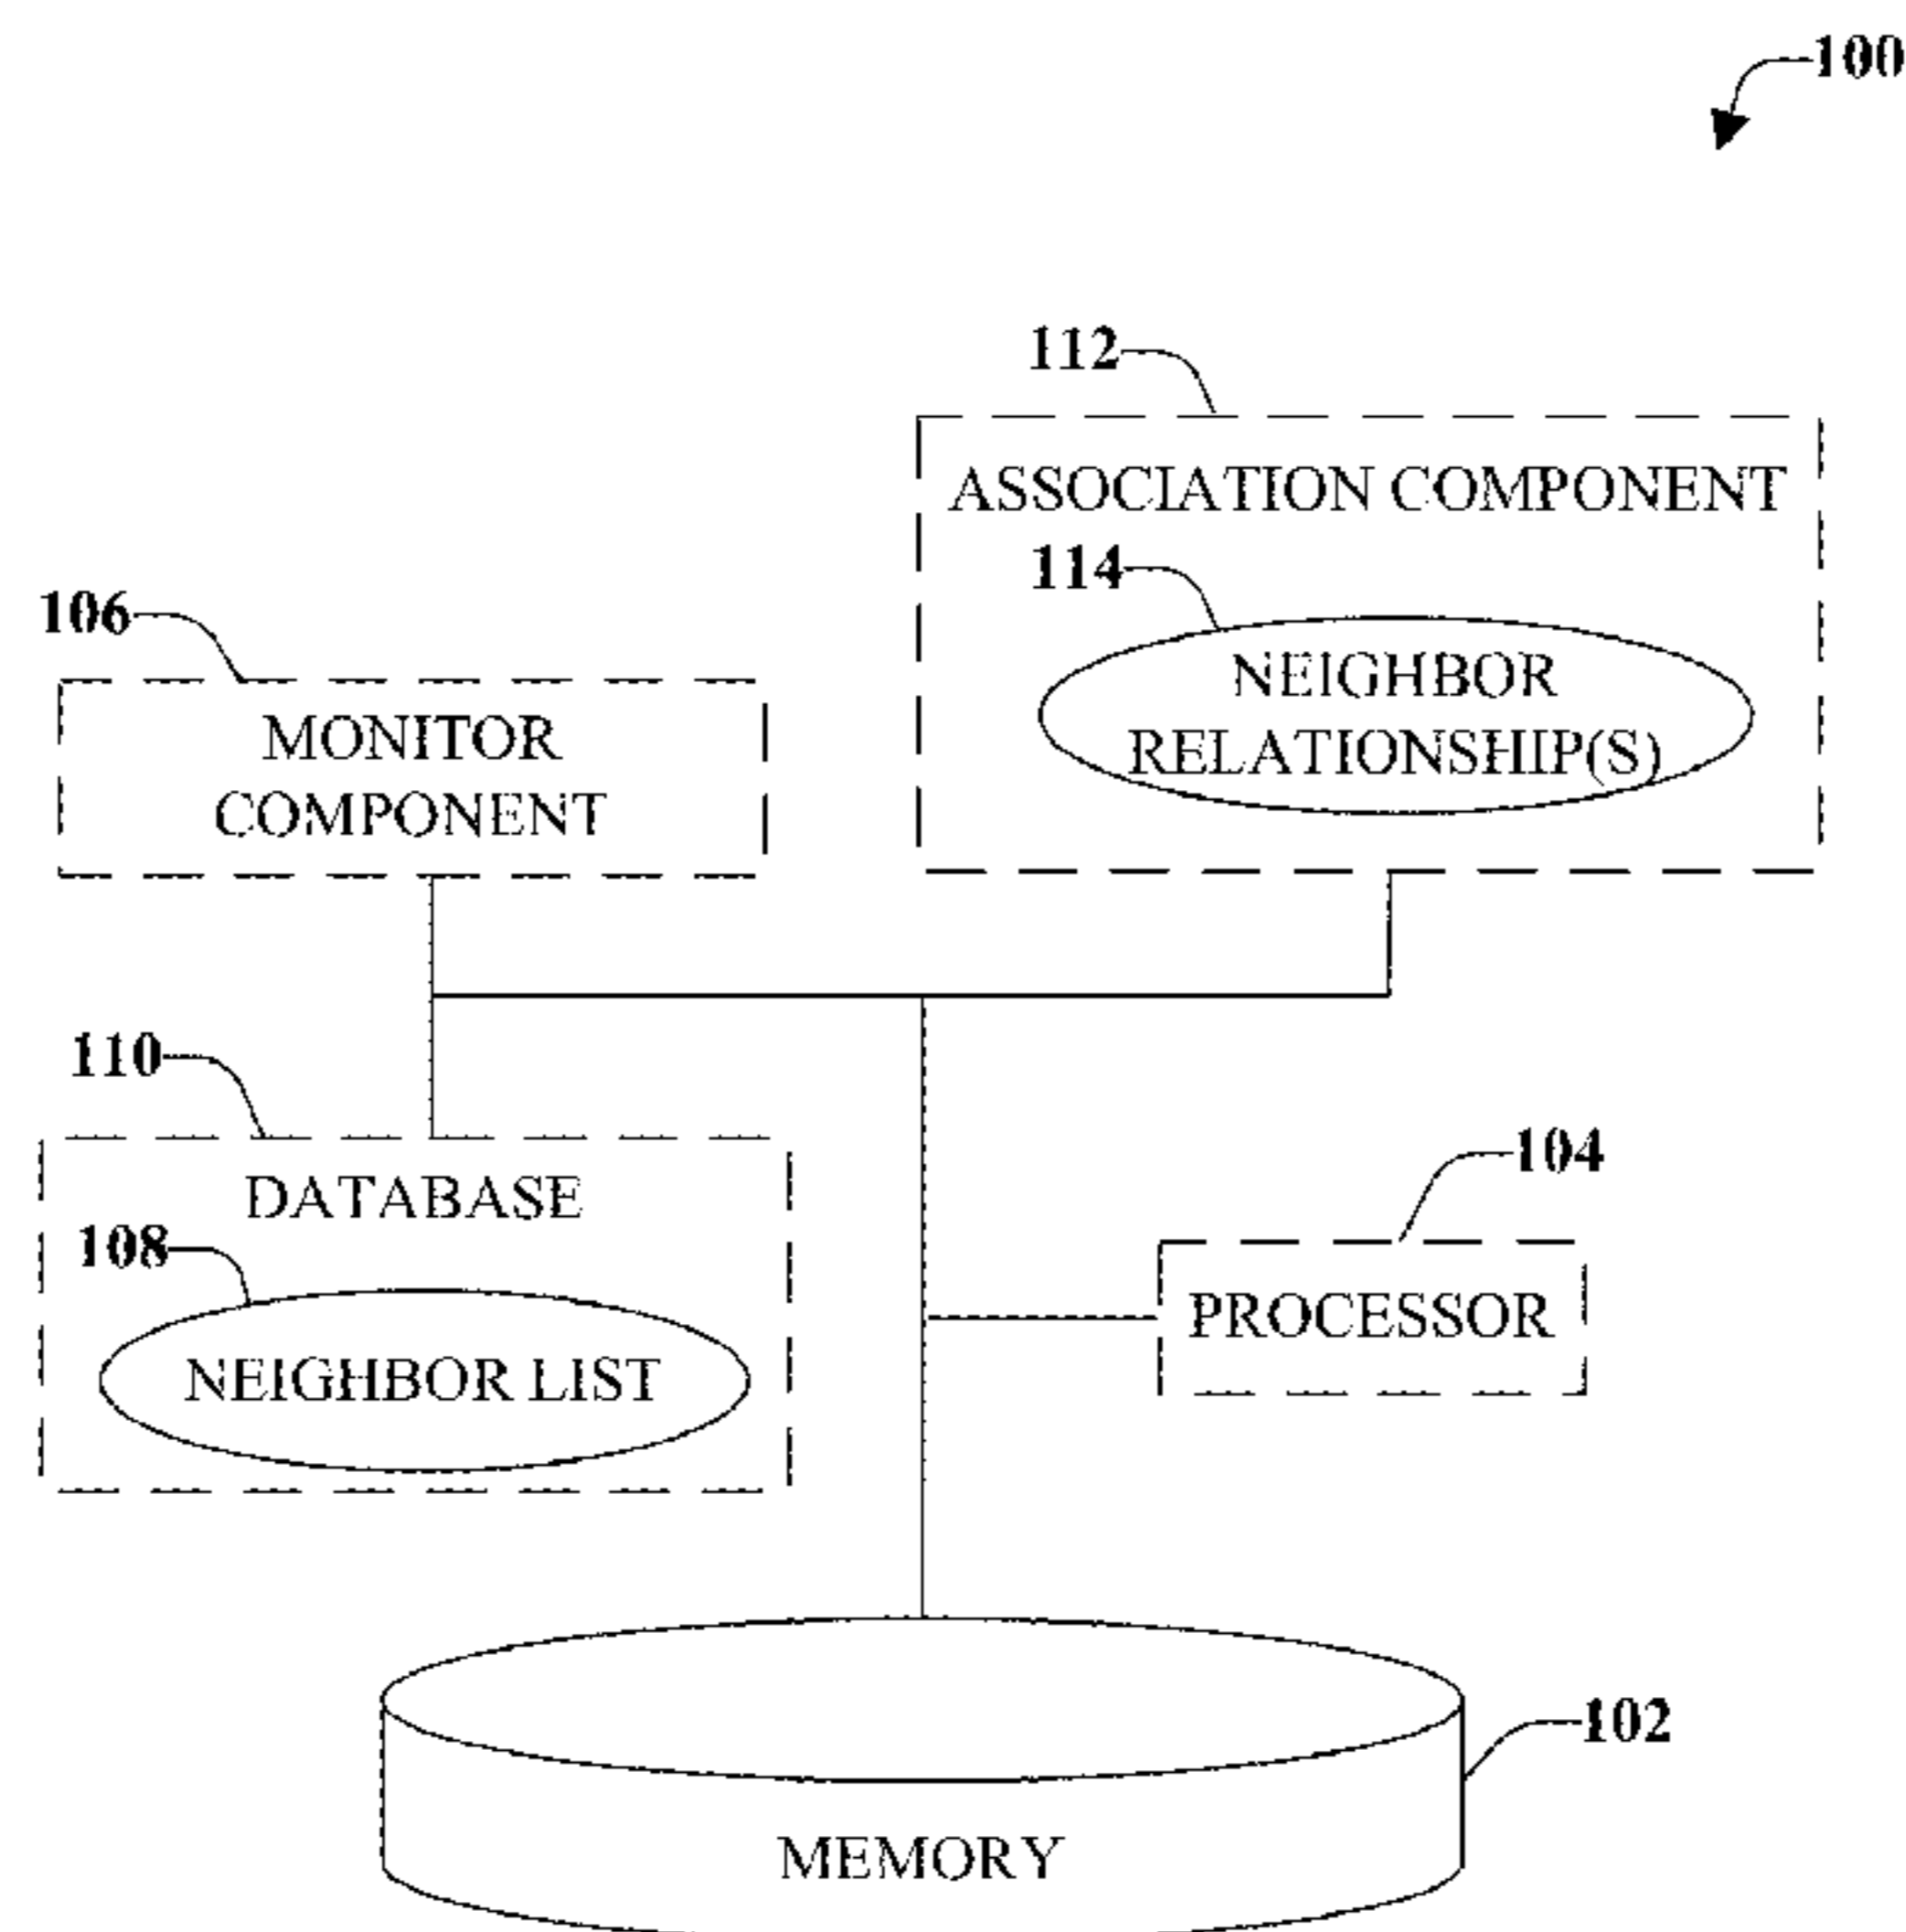 100
112
ASSOCIATION COMPONENT
114
NEIGHBOR
RELATIONSHIP(S)
106
MONITOR
COMPONENT
110
DATABASE
108
NEIGHBOR LIST
104
PROCESSOR
102
MEMORY